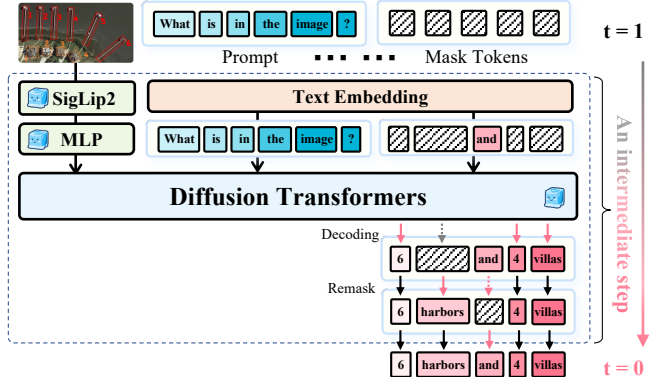 What is in the image ?
Prompt
Mask Tokens
t = 1
SigLip2
Text Embedding
MLP
What is in the image ?
and
Diffusion Transformers
An intermediate step
Decoding
6 and 4 villas
Remask
6 harbors 4 villas
6 harbors and 4 villas
t = 0